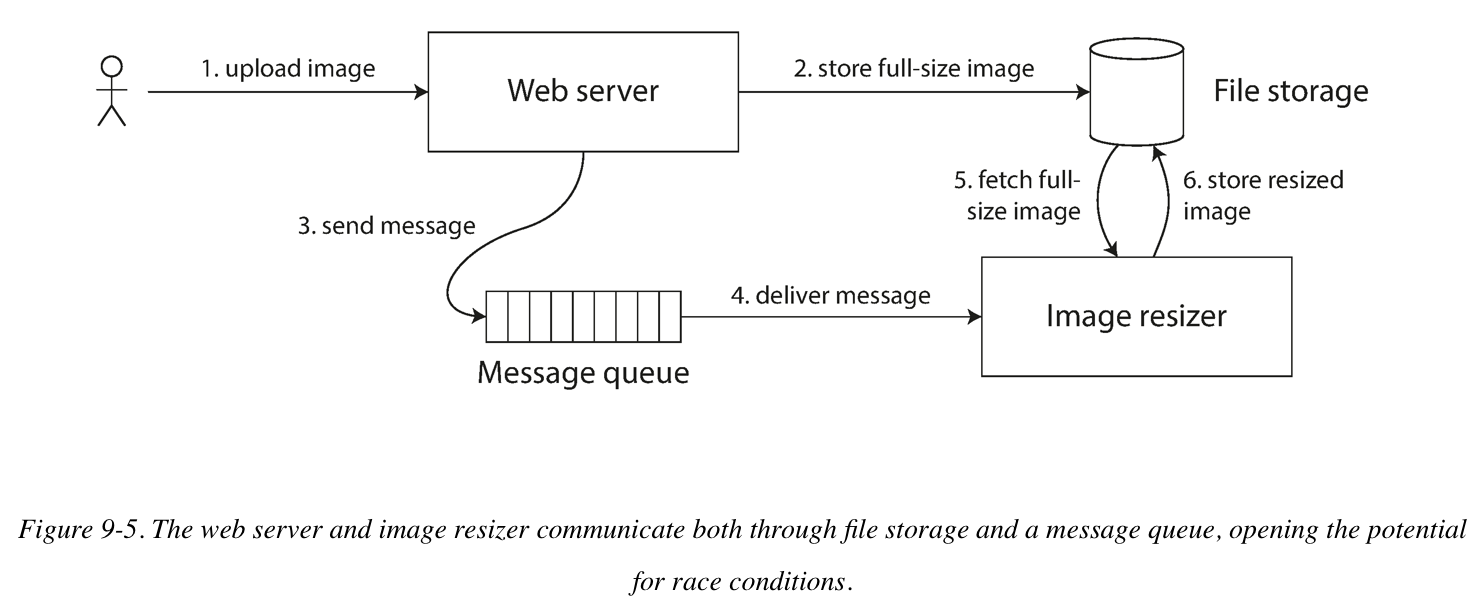 1. upload image
Web server
2. store full-size image
File storage
5. fetch full-
size image
6. store resized
image
3. send message
4. deliver message
Image resizer
Message queue
Figure 9-5. The web server and image resizer communicate both through file storage and a message queue, opening the potential
for race conditions.